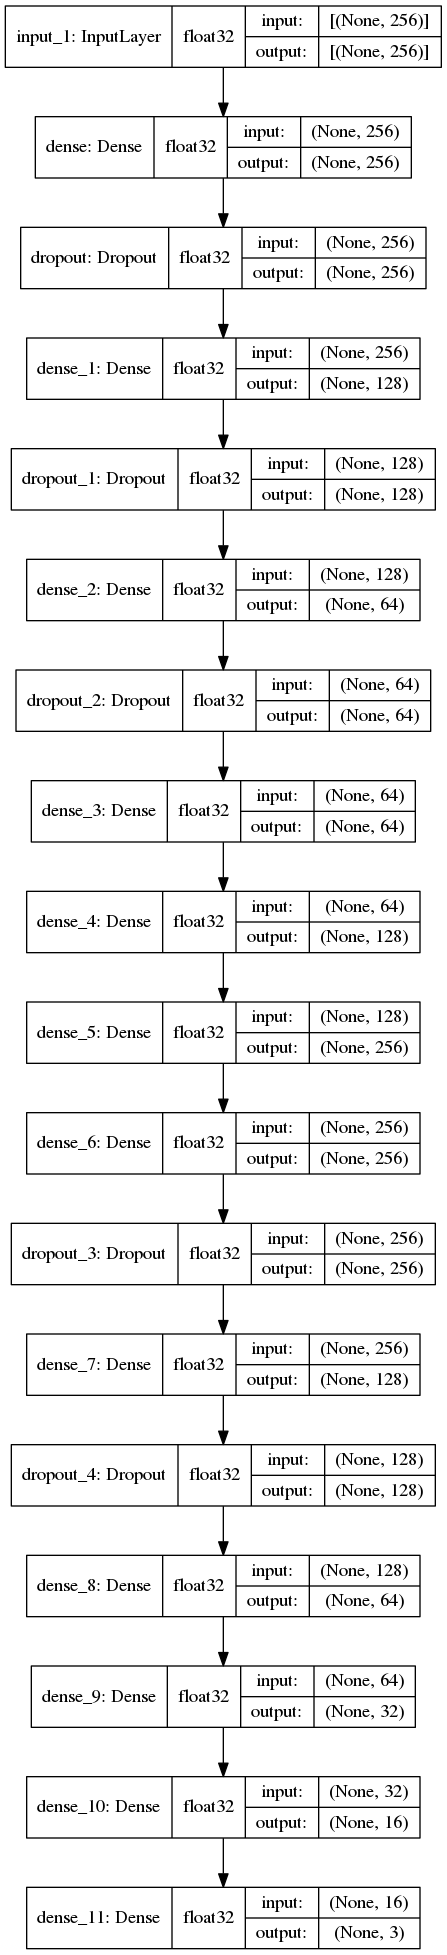 input_1: InputLayer float32 input: [(None, 256)]
output: [(None, 256)]
dense: Dense float32 input: (None, 256)
output: (None, 256)
dropout: Dropout float32 input: (None, 256)
output: (None, 256)
dense_1: Dense float32 input: (None, 256)
output: (None, 128)
dropout_1: Dropout float32 input: (None, 128)
output: (None, 128)
dense_2: Dense float32 input: (None, 128)
output: (None, 64)
dropout_2: Dropout float32 input: (None, 64)
output: (None, 64)
dense_3: Dense float32 input: (None, 64)
output: (None, 64)
dense_4: Dense float32 input: (None, 64)
output: (None, 128)
dense_5: Dense float32 input: (None, 128)
output: (None, 256)
dense_6: Dense float32 input: (None, 256)
output: (None, 256)
dropout_3: Dropout float32 input: (None, 256)
output: (None, 256)
dense_7: Dense float32 input: (None, 256)
output: (None, 128)
dropout_4: Dropout float32 input: (None, 128)
output: (None, 128)
dense_8: Dense float32 input: (None, 128)
output: (None, 64)
dense_9: Dense float32 input: (None, 64)
output: (None, 32)
dense_10: Dense float32 input: (None, 32)
output: (None, 16)
dense_11: Dense float32 input: (None, 16)
output: (None, 3)